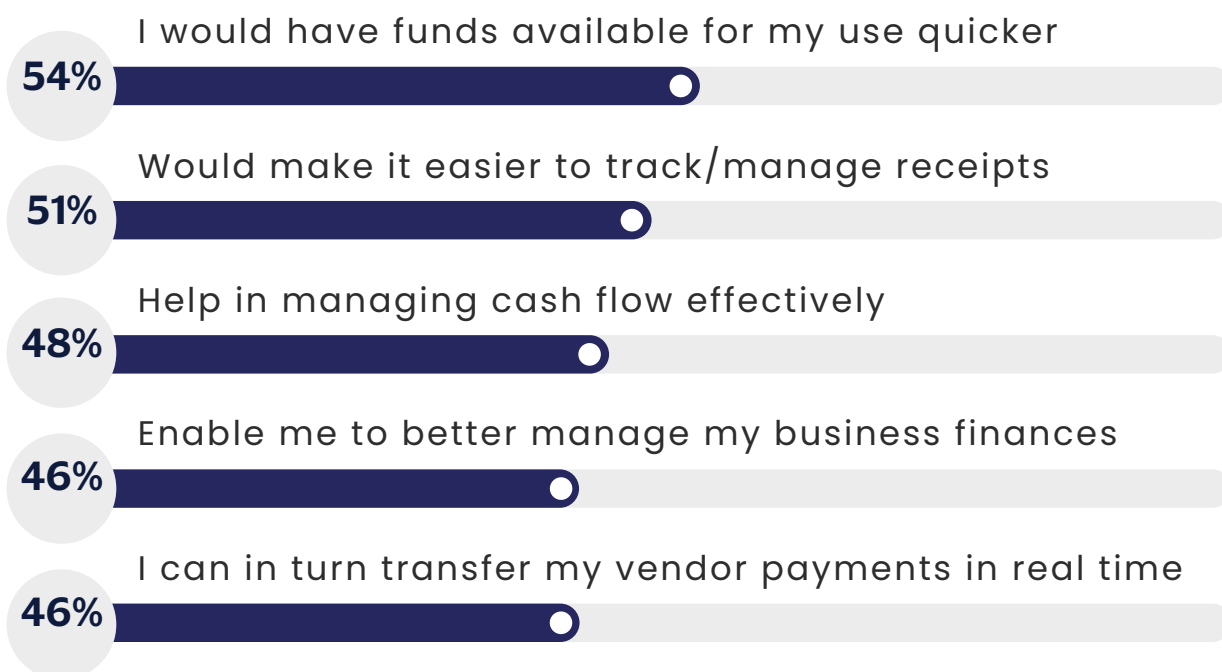 I would have funds available for my use quicker
54%
Would make it easier to track/manage receipts
51%
Help in managing cash flow effectively
48%
Enable me to better manage my business finances
46%
I can in turn transfer my vendor payments in real time
46%